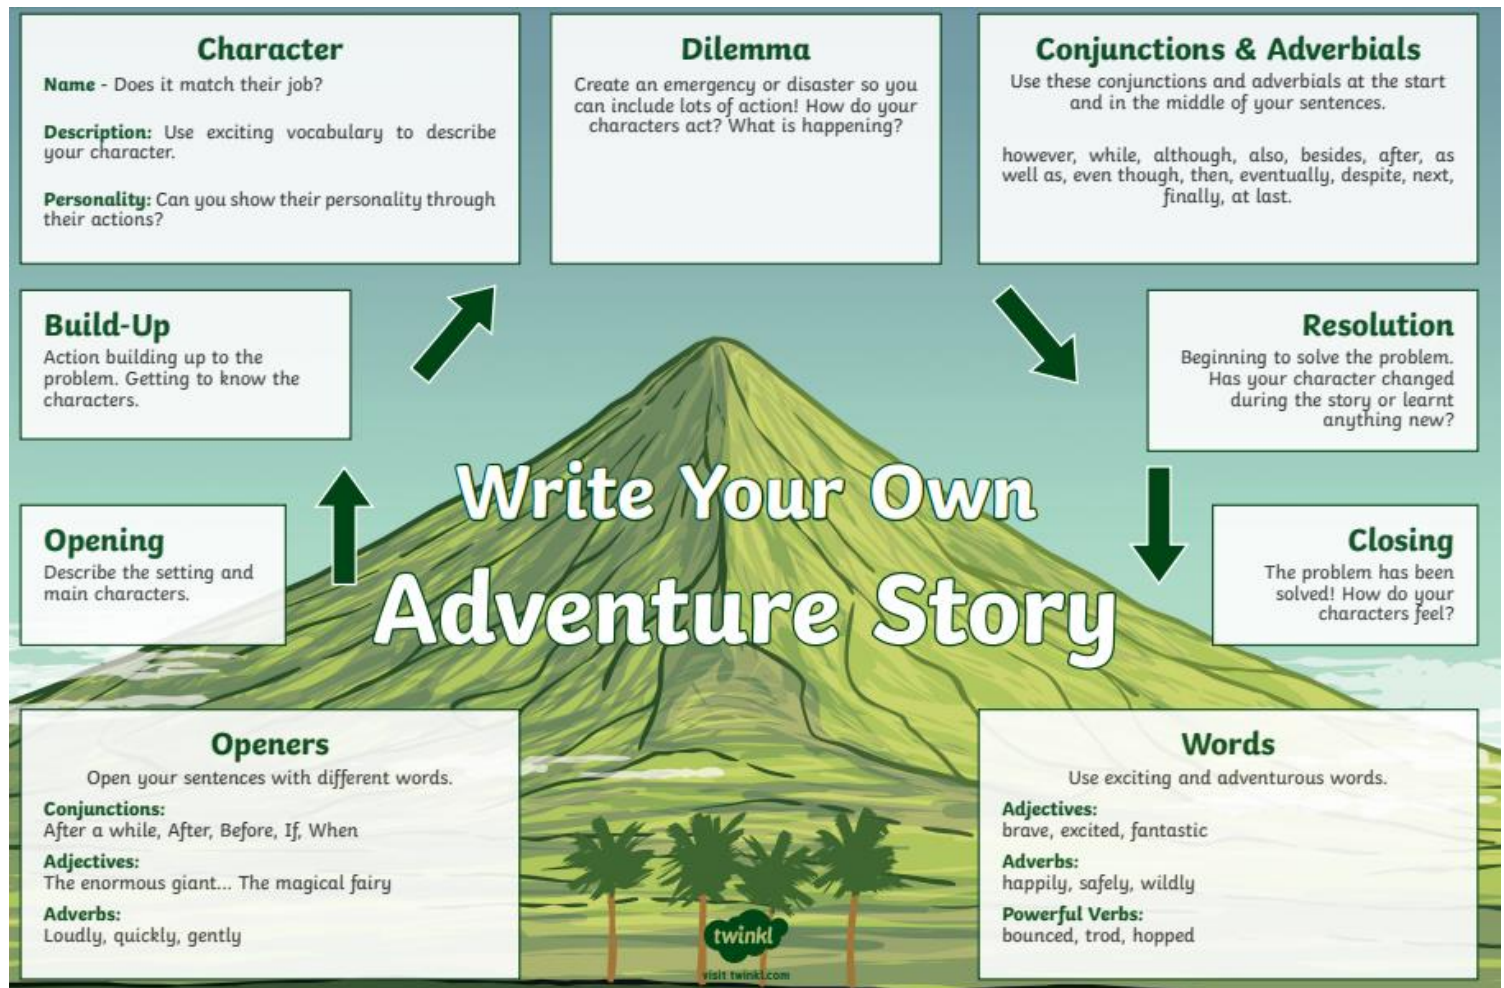 Character
Name - Does it match their job?
Description: Use exciting vocabulary to describe
your character.
Personality: Can you show their personality through
their actions?
Dilemma
Create an emergency or disaster so you
can include lots of action! How do your
characters act? What is happening?
Conjunctions & Adverbials
Use these conjunctions and adverbials at the start
and in the middle of your sentences.
however, while, although, also, besides, after, as
well as, even though, then, eventually, despite, next,
finally, at last.
Build-Up
Action building up to the
problem. Getting to know the
characters.
Resolution
Beginning to solve the problem.
Has your character changed
during the story or learnt
anything new?
Write Your Own
Adventure Story
Opening
Describe the setting and
main characters.
Closing
The problem has been
solved! How do your
characters feel?
Openers
Open your sentences with different words.
Conjunctions:
After a while, After, Before, If, When
Adjectives:
The enormous giant... The magical fairy
Adverbs:
Loudly, quickly, gently
Words
Use exciting and adventurous words.
Adjectives:
brave, excited, fantastic
Adverbs:
happily, safely, wildly
Powerful Verbs:
bounced, trod, hopped
twinkl
visit twinkl.com